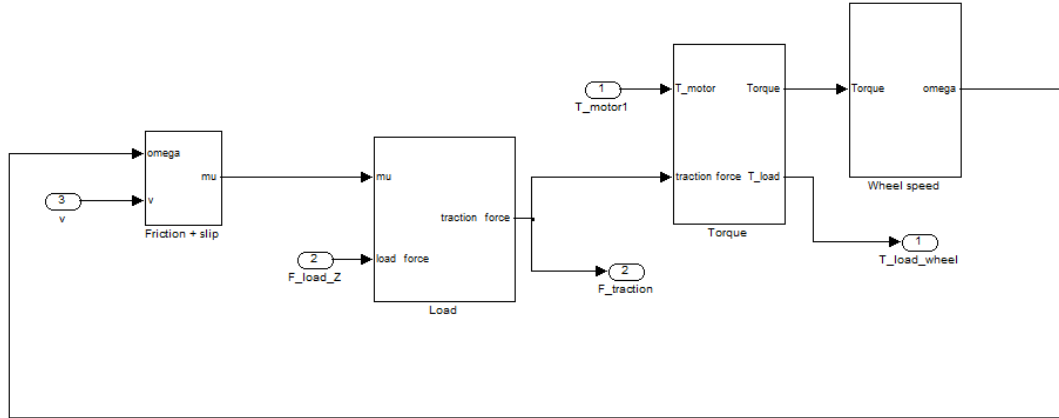 omega
mu
v
Friction + slip
3
v
mu
traction force
load force
Load
2
F_load_Z
1
T_motor1
T_motor
Torque
traction force
T_load
Torque
Torque
omega
Wheel speed
2
F_traction
1
T_load_wheel